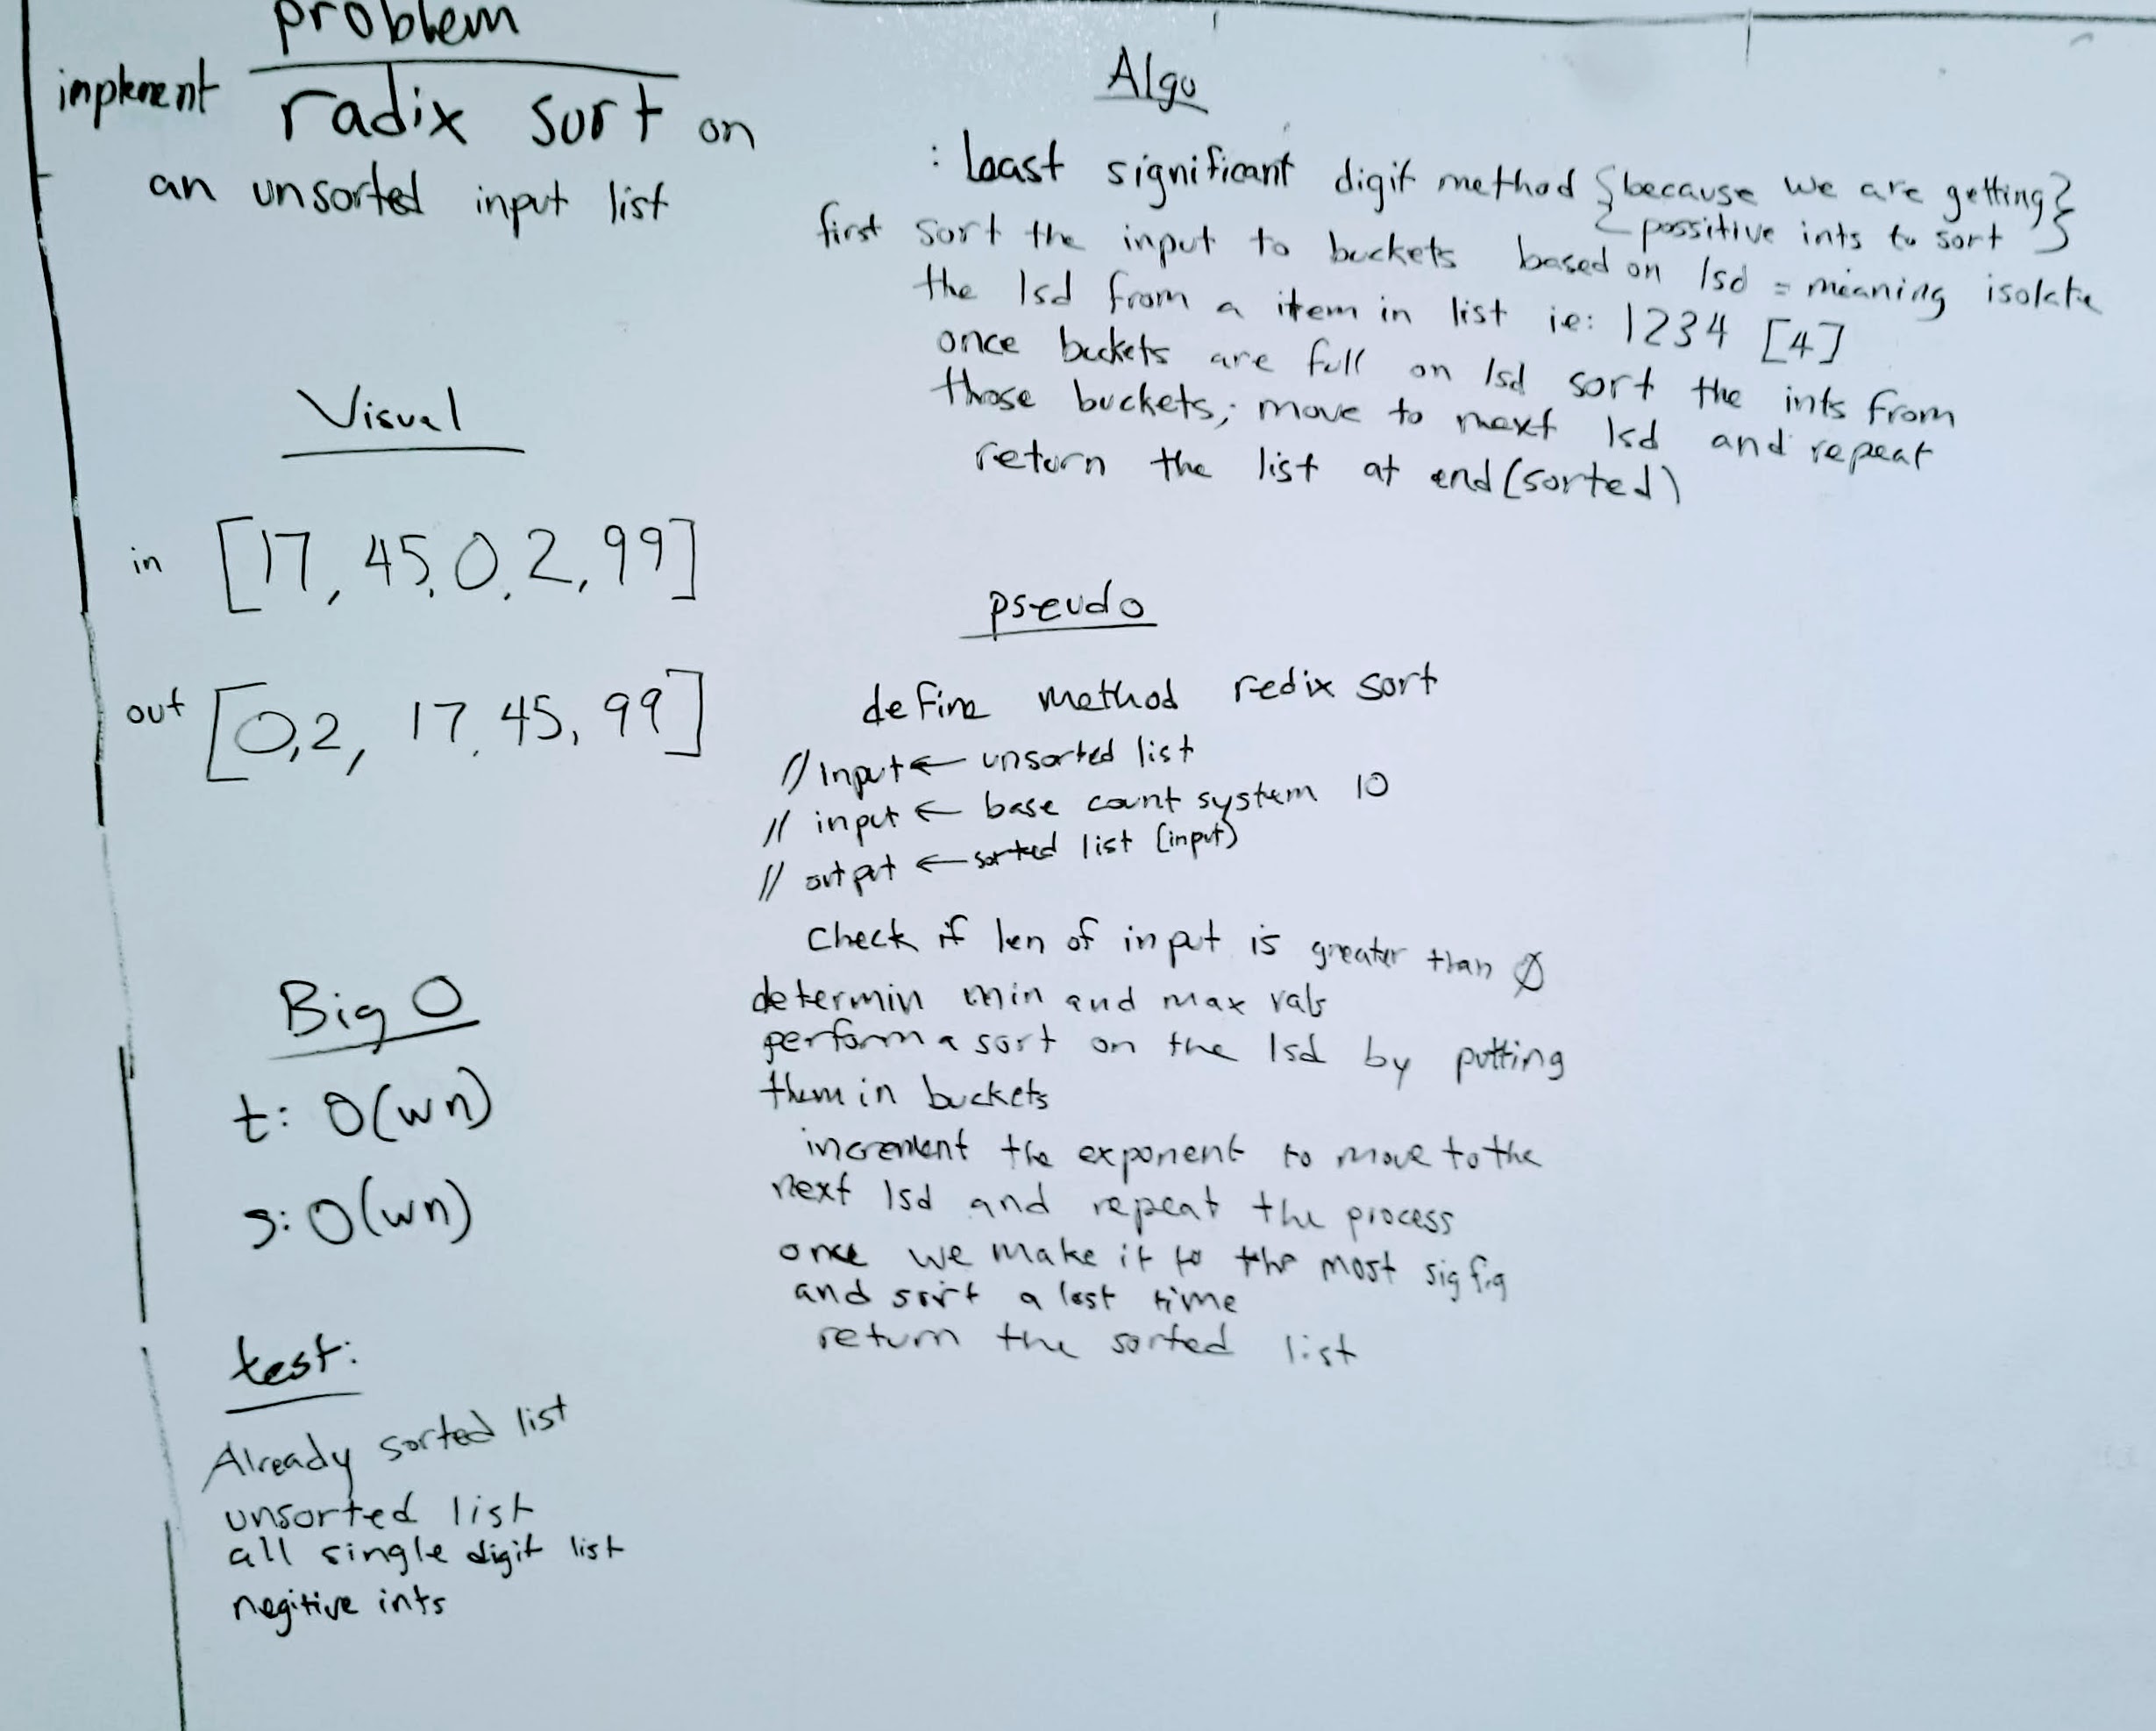 problem
implement radix sort on
an unsorted input list
Visual
in [17, 45, 0, 2, 99]
out [0,2, 17, 45, 99]
Big O
t: O(wn)
s: O(wn)
test:
Already sorted list
unsorted list
all single digit list
negitive ints
Algo
: least significant digit method {because we are getting}
{possitive ints to sort}
first sort the input to buckets based on lsd = meaning isolate
the lsd from a item in list ie: 1234 [4]
once buckets are full on lsd sort the ints from
those buckets; move to next lsd and repeat
return the list at end (sorted)
pseudo
define method redix sort
// Input ← unsorted list
// input ← base count system 10
// output ← sorted list (input)
Check if len of input is greater than 0
determin min and max vals
perform a sort on the lsd by putting
them in buckets
increment the exponent to move to the
next lsd and repeat the process
once we make it to the most sig fig
and sort a last time
return the sorted list